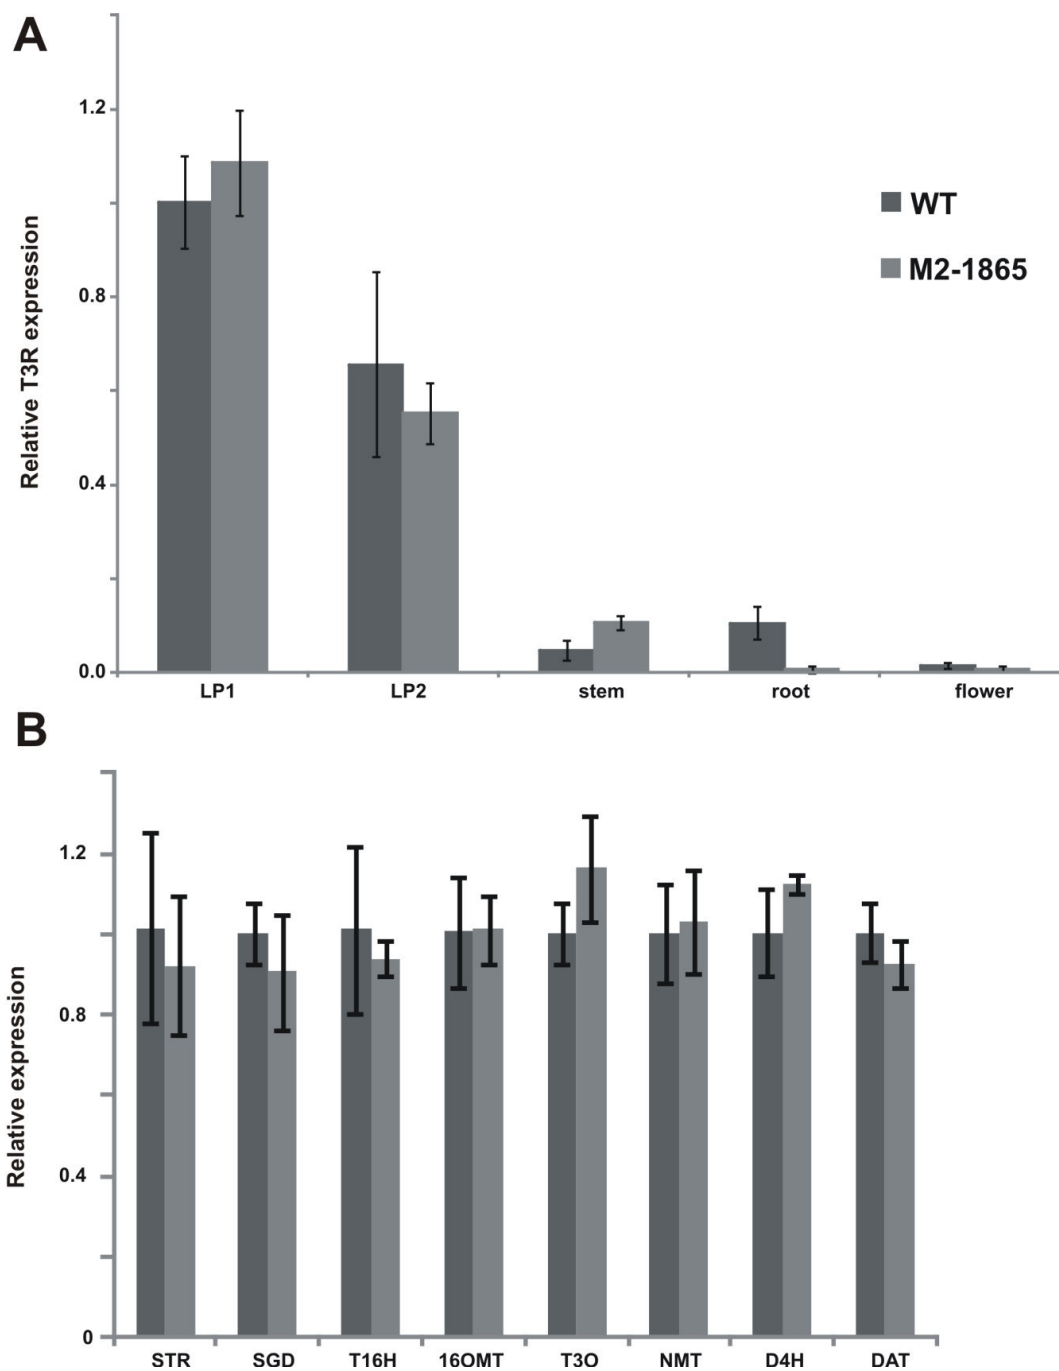 A
1.2
0.8
0.4
0.0
Relative T3R expression
WT
M2-1865
LP1 LP2 stem root flower
B
1.2
0.8
0.4
0
Relative expression
STR SGD T16H 16OMT T3O NMT D4H DAT